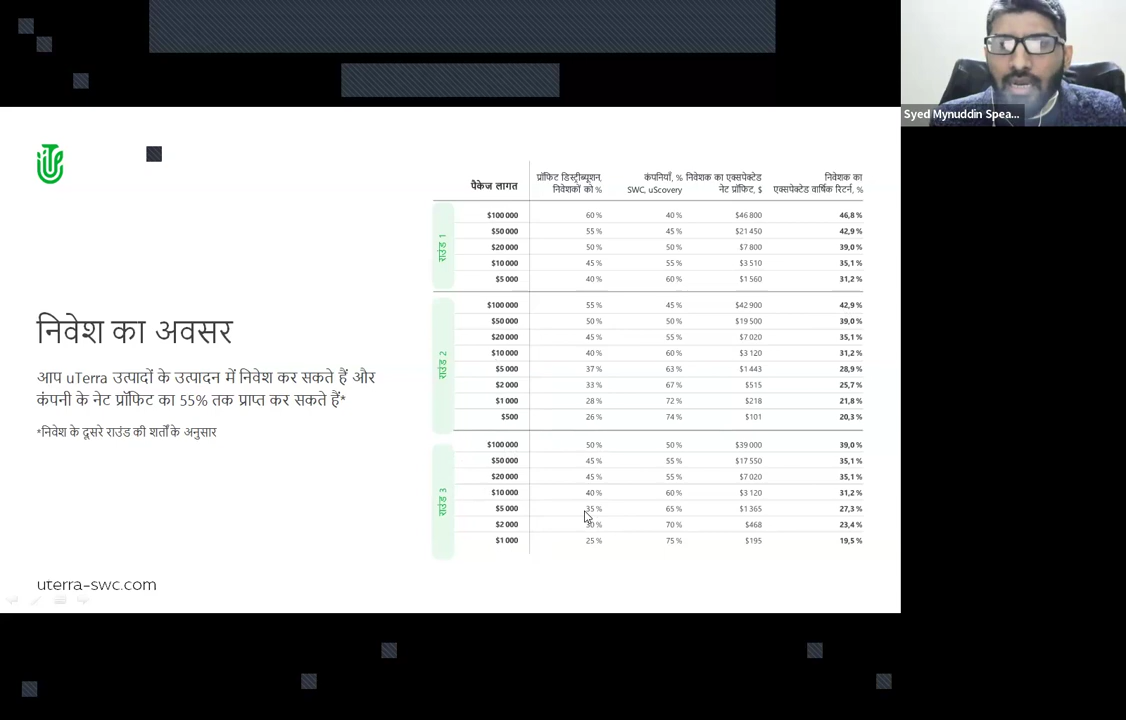 Syed Mynuddin Spea...
पैकेज लागत
प्रॉफिट डिस्ट्रीब्यूशन,
निवेशकों को %
कंपनियाँ, %
SWC, uScovery
निवेशक का एक्सपेक्टेड
नेट प्रॉफिट, $
निवेशक का
एक्सपेक्टेड वार्षिक रिटर्न, %
राउंड 1
$100 000 60 % 40 % $46 800 46,8 %
$50 000 55 % 45 % $21 450 42,9 %
$20 000 50 % 50 % $7 800 39,0 %
$10 000 45 % 55 % $3 510 35,1 %
$5 000 40 % 60 % $1 560 31,2 %
राउंड 2
$100 000 55 % 45 % $42 900 42,9 %
$50 000 50 % 50 % $19 500 39,0 %
$20 000 45 % 55 % $7 020 35,1 %
$10 000 40 % 60 % $3 120 31,2 %
$5 000 37 % 63 % $1 443 28,9 %
$2 000 33 % 67 % $515 25,7 %
$1 000 28 % 72 % $218 21,8 %
$500 26 % 74 % $101 20,3 %
राउंड 3
$100 000 50 % 50 % $39 000 39,0 %
$50 000 45 % 55 % $17 550 35,1 %
$20 000 45 % 55 % $7 020 35,1 %
$10 000 40 % 60 % $3 120 31,2 %
$5 000 35 % 65 % $1 365 27,3 %
$2 000 30 % 70 % $468 23,4 %
$1 000 25 % 75 % $195 19,5 %
निवेश का अवसर
आप uTerra उत्पादों के उत्पादन में निवेश कर सकते हैं और
कंपनी के नेट प्रॉफिट का 55% तक प्राप्त कर सकते हैं*
*निवेश के दूसरे राउंड की शर्तों के अनुसार
uterra-swc.com